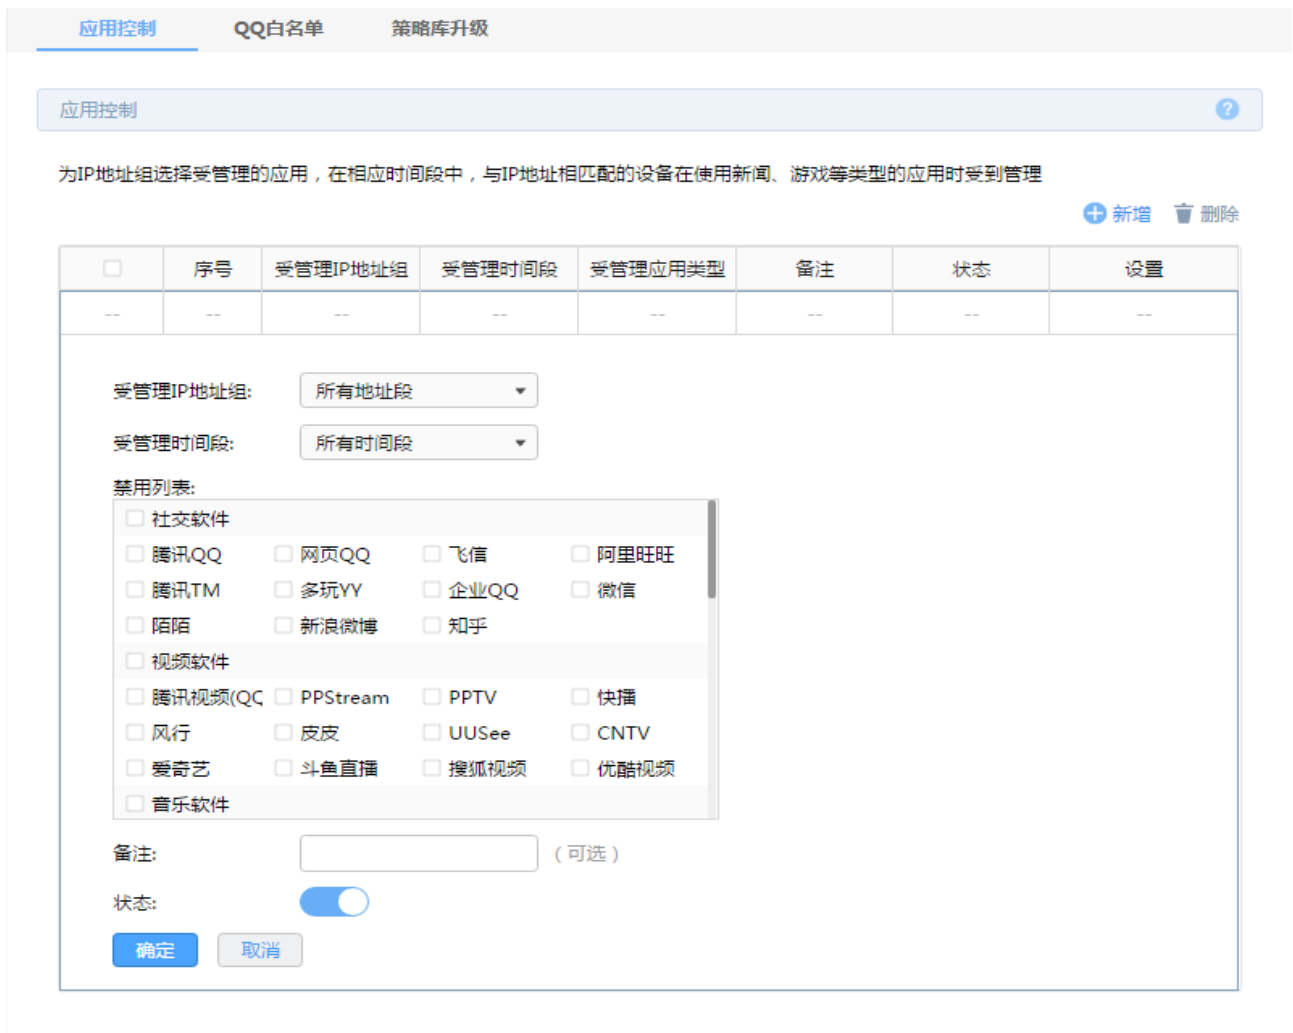 应用控制 QQ白名单 策略库升级
应用控制
为IP地址组选择受管理的应用，在相应时间段中，与IP地址相匹配的设备在使用新闻、游戏等类型的应用时受到管理
新增 删除
序号 受管理IP地址组 受管理时间段 受管理应用类型 备注 状态 设置
-- -- -- -- -- -- -- --
受管理IP地址组: 所有地址段
受管理时间段: 所有时间段
禁用列表:
社交软件
腾讯QQ 网页QQ 飞信 阿里旺旺
腾讯TM 多玩YY 企业QQ 微信
陌陌 新浪微博 知乎
视频软件
腾讯视频(QQ PPStream PPTV 快播
风行 皮皮 UUSee CNTV
爱奇艺 斗鱼直播 搜狐视频 优酷视频
音乐软件
备注: （可选）
状态:
确定 取消